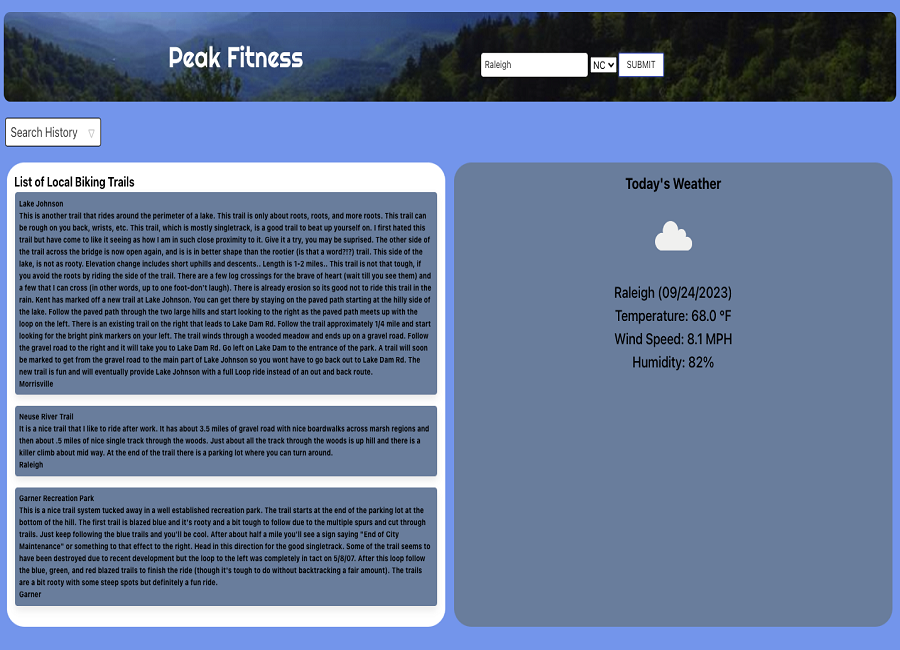 Peak Fitness
Raleigh
NC
SUBMIT
Search History
List of Local Biking Trails
Lake Johnson
This is another trail that rides around the perimeter of a lake. This trail is only about roots, roots, and more roots. This trail can
be rough on you back, wrists, etc. This trail, which is mostly singletrack, is a good trail to beat up yourself on. I first hated this
trail but have come to like it seeing as how I am in such close proximity to it. Give it a try, you may be suprised. The other side of
the trail across the bridge is now open again, and is is in better shape than the rootier (is that a word?!?) trail. This side of the
lake, is not as rooty. Elevation change includes short uphills and descents.. Length is 1-2 miles.. This trail is not that tough, if
you avoid the roots by riding the side of the trail. There are a few log crossings for the brave of heart (wait till you see them) and
a few that I can cross (in other words, up to one foot-don't laugh). There is already erosion so its good not to ride this trail in the
rain. Kent has marked off a new trail at Lake Johnson. You can get there by staying on the paved path starting at the hilly side of
the lake. Follow the paved path through the two large hills and start looking to the right as the paved path meets up with the
loop on the left. There is an existing trail on the right that leads to Lake Dam Rd. Follow the trail approximately 1/4 mile and start
looking for the bright pink markers on your left. The trail winds through a wooded meadow and ends up on a gravel road. Follow
the gravel road to the right and it will take you to Lake Dam Rd. Go left on Lake Dam to the entrance of the park. A trail will soon
be marked to get from the gravel road to the main part of Lake Johnson so you wont have to go back out to Lake Dam Rd. The
new trail is fun and will eventually provide Lake Johnson with a full Loop ride instead of an out and back route.
Morrisville
Neuse River Trail
It is a nice trail that I like to ride after work. It has about 3.5 miles of gravel road with nice boardwalks across marsh regions and
then about .5 miles of nice single track through the woods. Just about all the track through the woods is up hill and there is a
killer climb about mid way. At the end of the trail there is a parking lot where you can turn around.
Raleigh
Garner Recreation Park
This is a nice trail system tucked away in a well established recreation park. The trail starts at the end of the parking lot at the
bottom of the hill. The first trail is blazed blue and it's rooty and a bit tough to follow due to the multiple spurs and cut through
trails. Just keep following the blue trails and you'll be cool. After about half a mile you'll see a sign saying "End of City
Maintenance" or something to that effect to the right. Head in this direction for the good singletrack. Some of the trail seems to
have been destroyed due to recent development but the loop to the left was completely in tact on 5/8/07. After this loop follow
the blue, green, and red blazed trails to finish the ride (though it's tough to do without backtracking a fair amount). The trails
are a bit rooty with some steep spots but definitely a fun ride.
Garner
Today's Weather
Raleigh (09/24/2023)
Temperature: 68.0 °F
Wind Speed: 8.1 MPH
Humidity: 82%